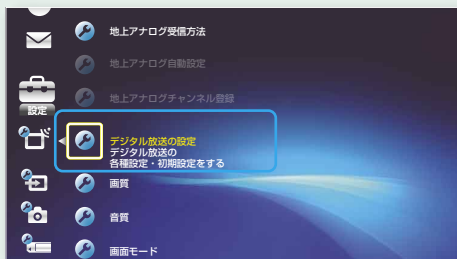 地上アナログ受信方法
地上アナログ自動設定
地上アナログチャンネル登録
設定
デジタル放送の設定
デジタル放送の
各種設定・初期設定をする
画質
音質
画面モード